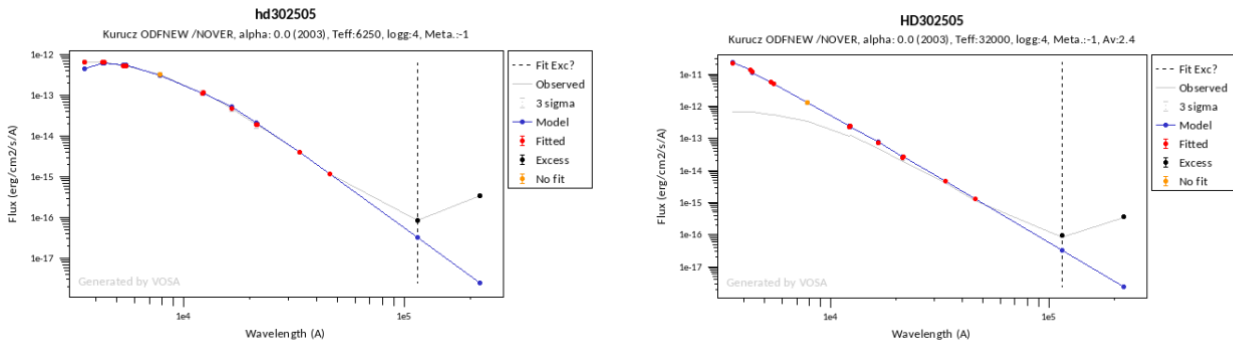 hd302505
Kurucz ODFNEW /NOVER, alpha: 0.0 (2003), Teff:6250, logg:4, Meta.:-1
1e-12
1e-13
1e-14
1e-15
1e-16
1e-17
Flux (erg/cm2/s/A)
Generated by VOSA
1e4
1e5
Wavelength (A)
Fit Exc?
Observed
3 sigma
Model
Fitted
Excess
No fit
HD302505
Kurucz ODFNEW /NOVER, alpha: 0.0 (2003), Teff:32000, logg:4, Meta.:-1, Av:2.4
1e-11
1e-12
1e-13
1e-14
1e-15
1e-16
1e-17
Flux (erg/cm2/s/A)
Generated by VOSA
1e4
1e5
Wavelength (A)
Fit Exc?
Observed
3 sigma
Model
Fitted
Excess
No fit